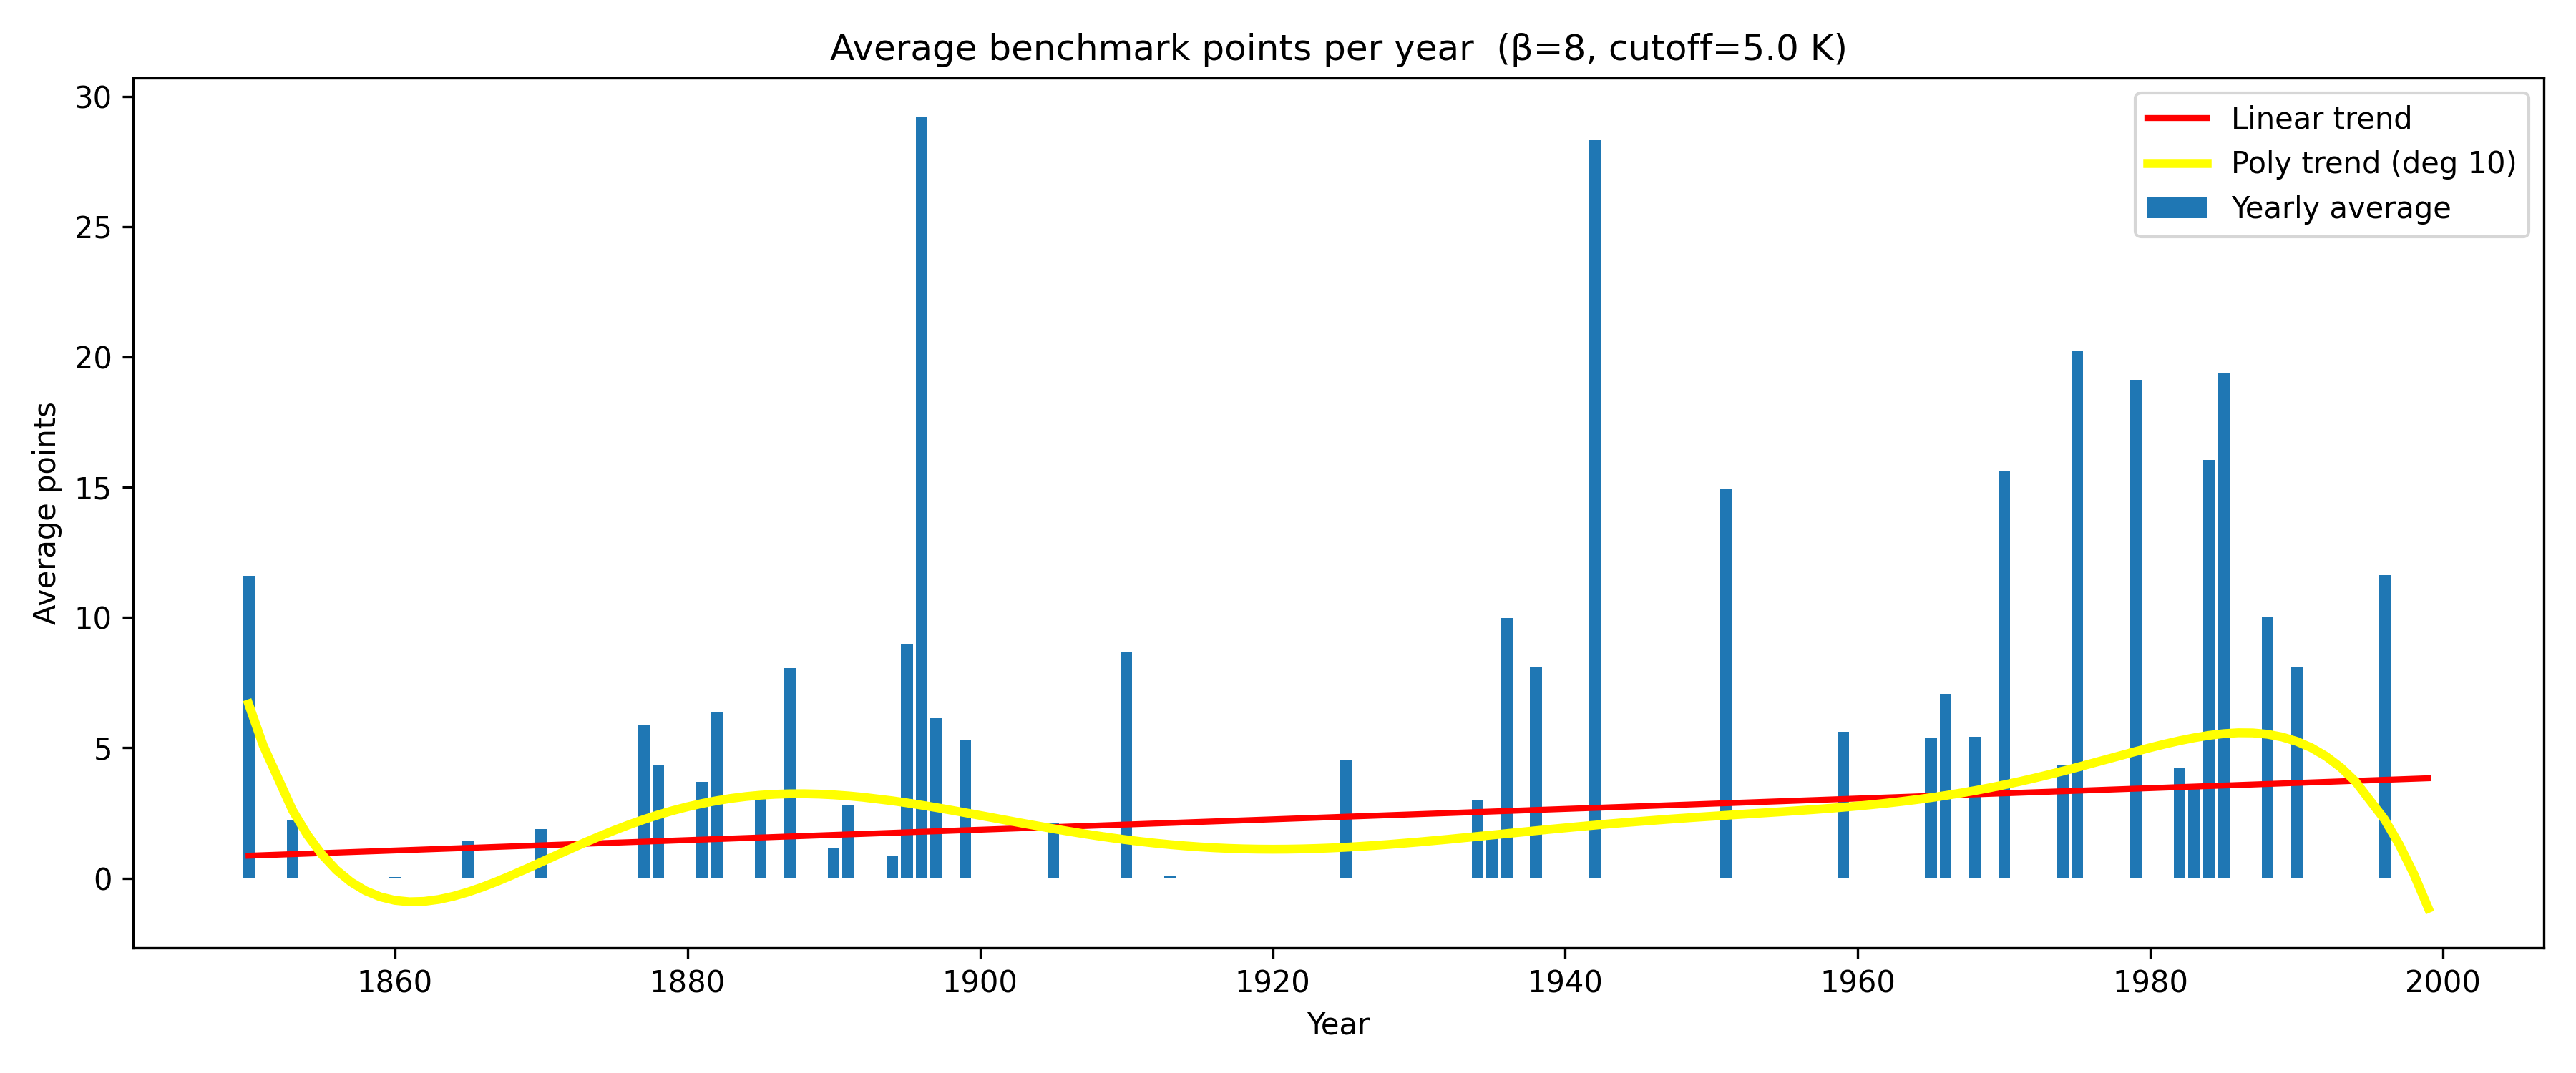 Average benchmark points per year  (β=8, cutoff=5.0 K)
30
25
20
15
10
5
0
Average points
Linear trend
Poly trend (deg 10)
Yearly average
1860
1880
1900
1920
1940
1960
1980
2000
Year